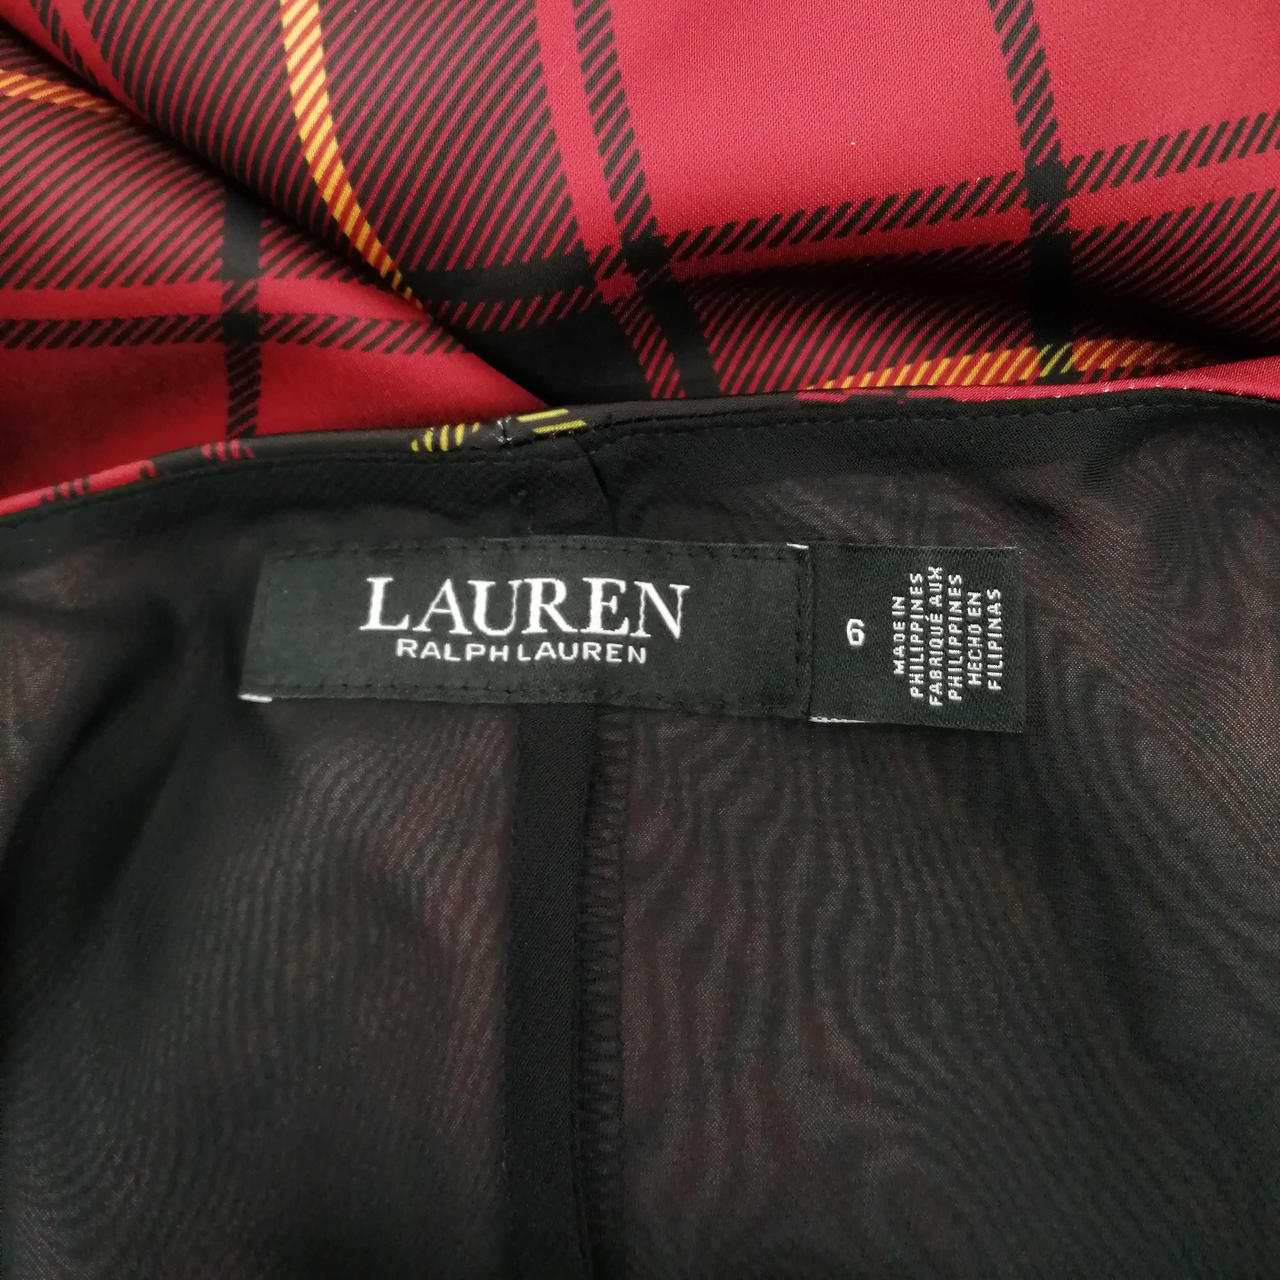 LAUREN
RALPH LAUREN
6
MADE IN
PHILIPPINES
FABRIQUÉ AUX
PHILIPPINES
HECHO EN
FILIPINAS